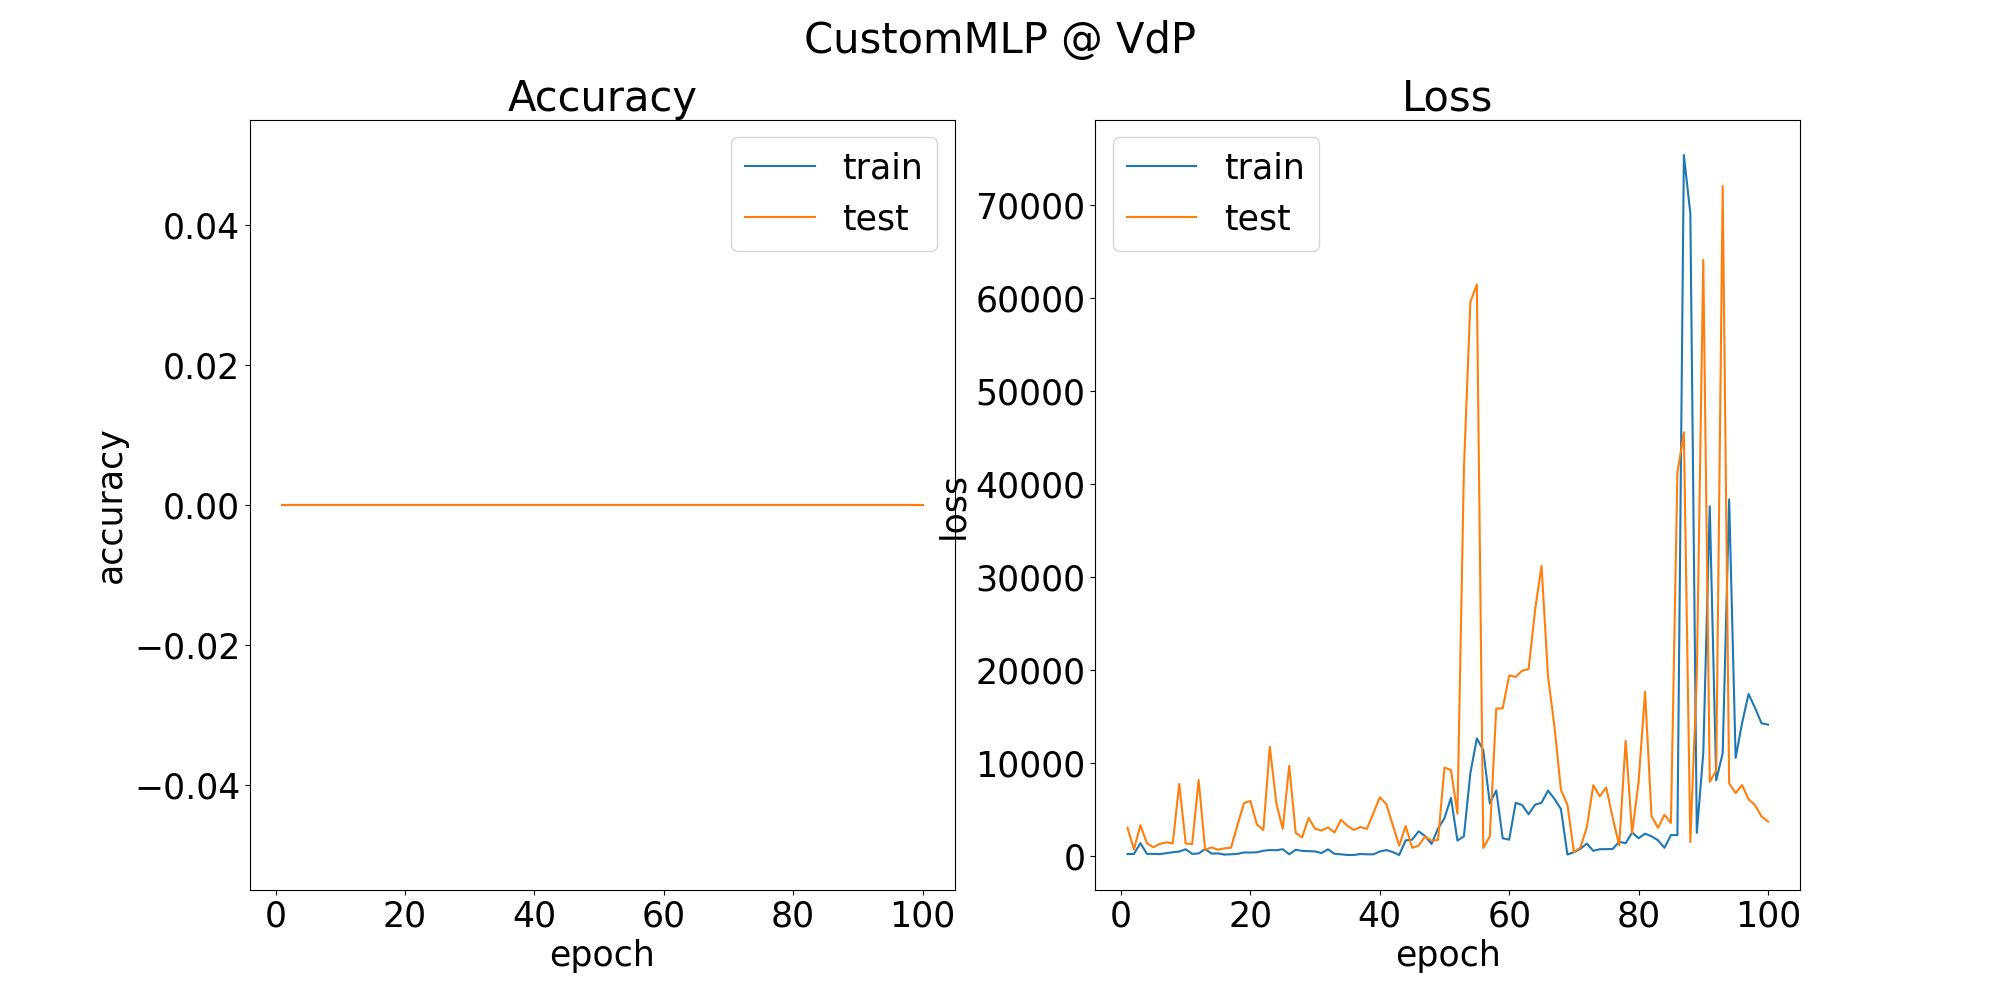 CustomMLP @ VdP
Accuracy
train
test
0.04
0.02
0.00
−0.02
−0.04
accuracy
0 20 40 60 80 100
epoch
Loss
train
test
70000
60000
50000
40000
30000
20000
10000
0
loss
0 20 40 60 80 100
epoch